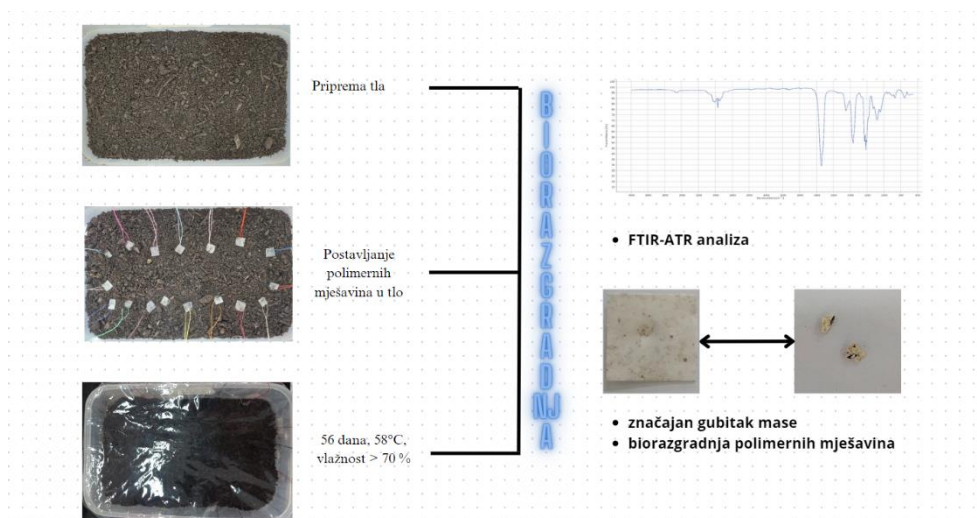 Priprema tla
Postavljanje
polimernih
mješavina u tlo
56 dana, 58°C,
vlažnost > 70 %
BIORAZGRADNJA
• FTIR-ATR analiza
• značajan gubitak mase
• biorazgradnja polimernih mješavina